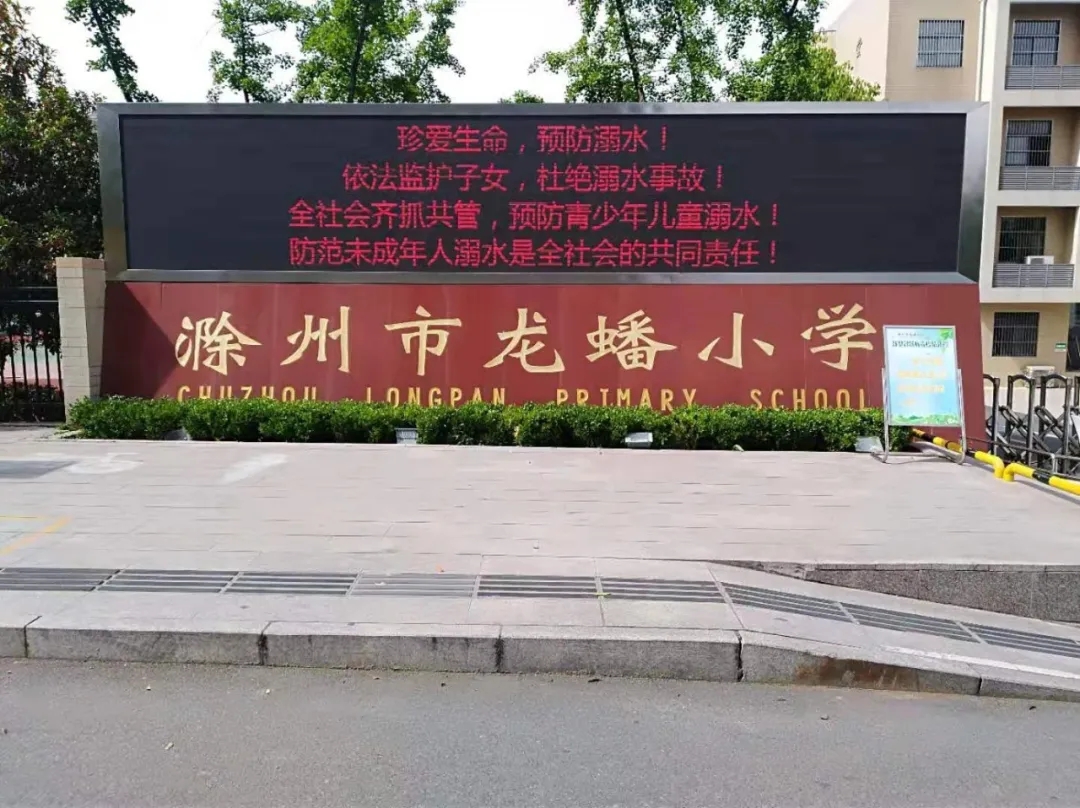 珍爱生命，预防溺水！
依法监护子女，杜绝溺水事故！
全社会齐抓共管，预防青少年儿童溺水！
防范未成年人溺水是全社会的共同责任！
滁州市龙蟠小学
CHUZHOU LONGPAN PRIMARY SCHOOL